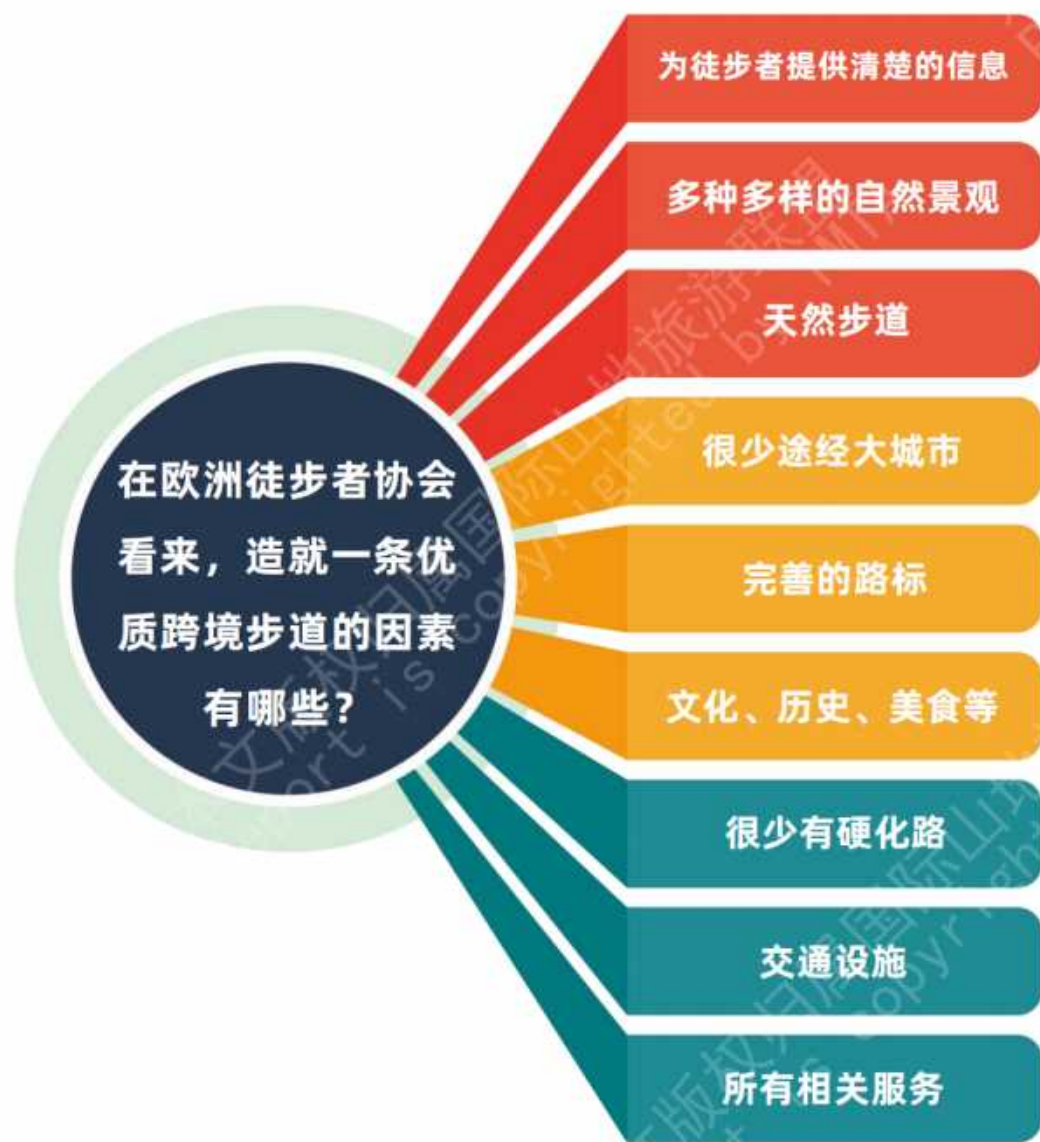 为徒步者提供清楚的信息
多种多样的自然景观
天然步道
很少途经大城市
完善的路标
文化、历史、美食等
很少有硬化路
交通设施
所有相关服务
在欧洲徒步者协会
看来，造就一条优
质跨境步道的因素
有哪些？